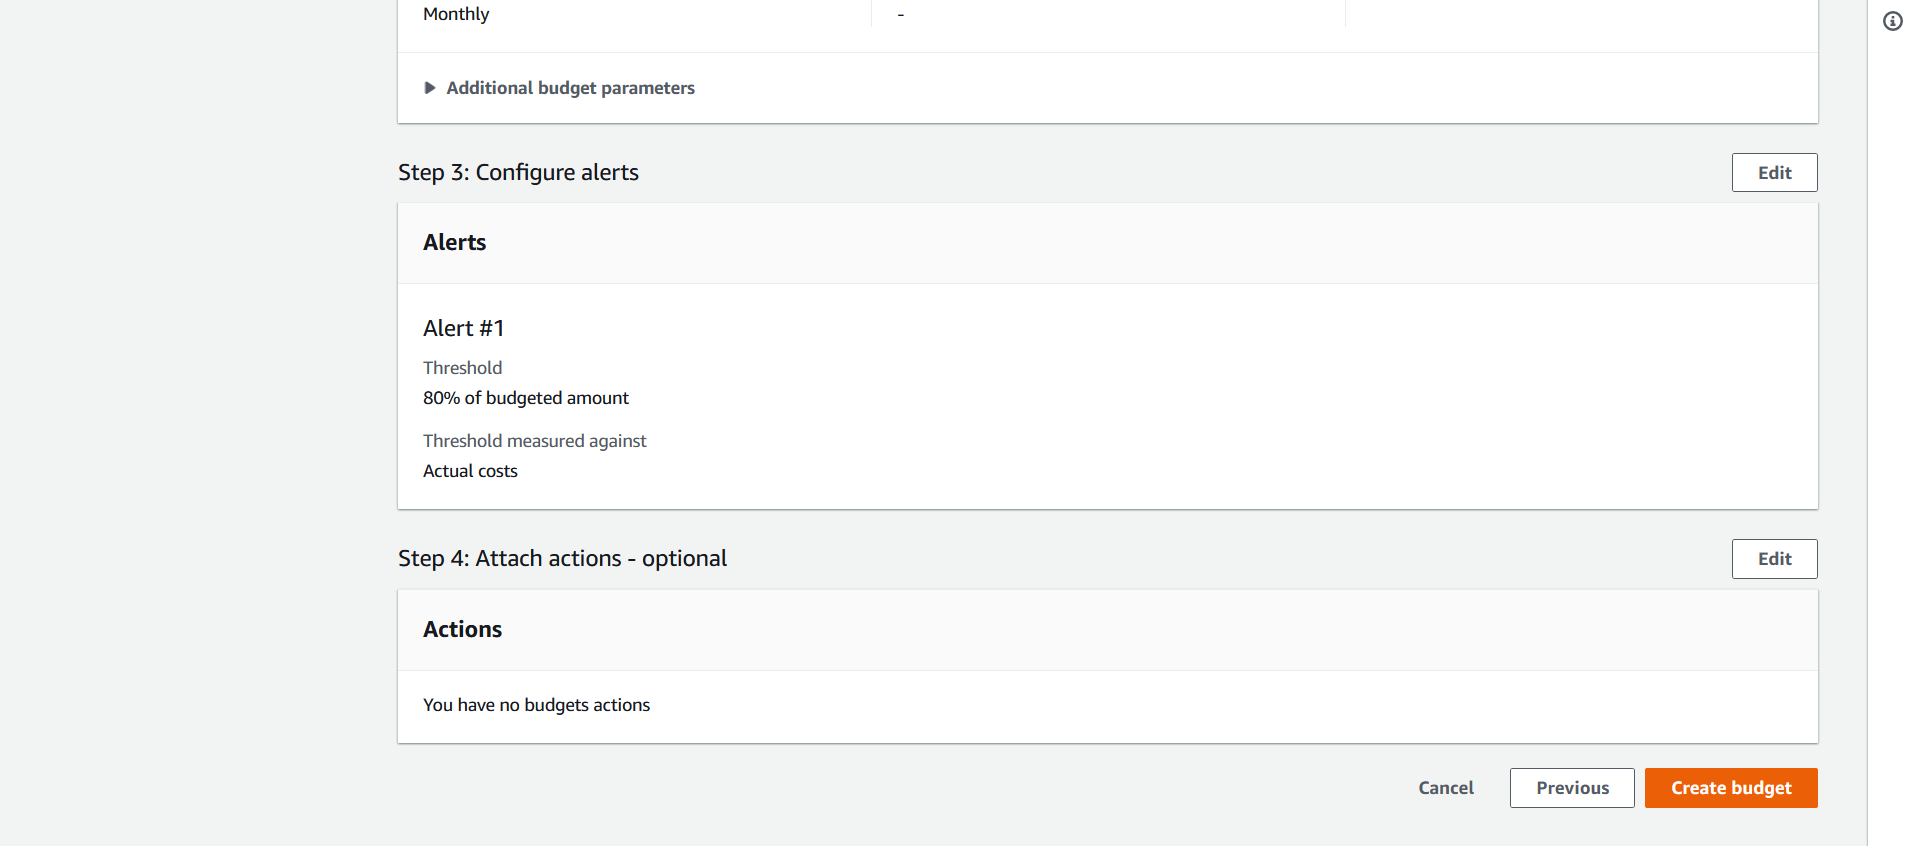 Monthly
-
Additional budget parameters
Step 3: Configure alerts
Edit
Alerts
Alert #1
Threshold
80% of budgeted amount
Threshold measured against
Actual costs
Step 4: Attach actions - optional
Edit
Actions
You have no budgets actions
Cancel
Previous
Create budget